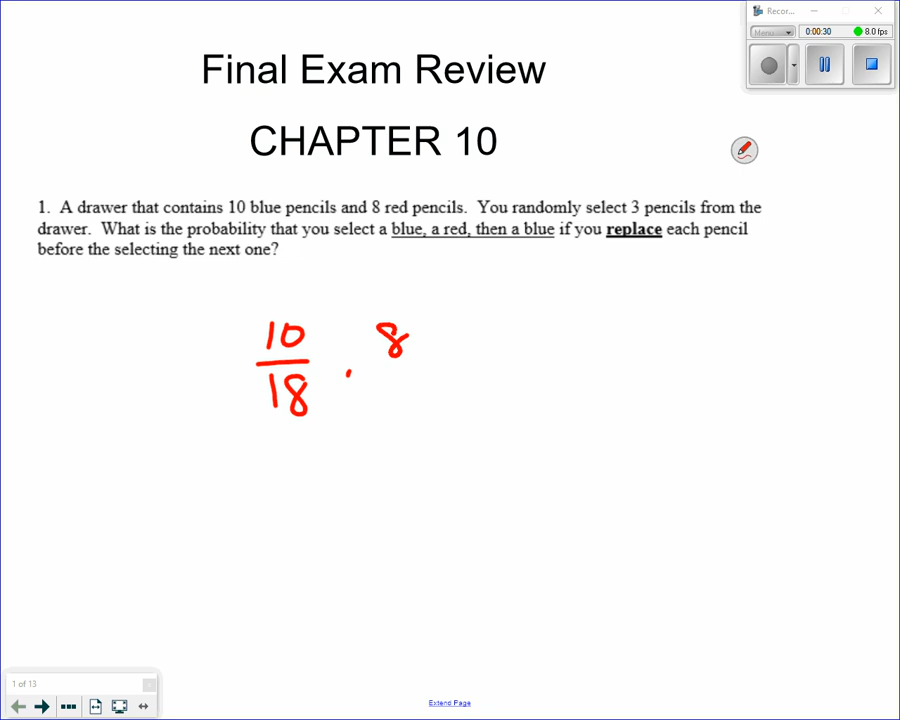 Recor...
Menu
0:00:30
8.0 fps
Final Exam Review
CHAPTER 10
1. A drawer that contains 10 blue pencils and 8 red pencils. You randomly select 3 pencils from the
drawer. What is the probability that you select a blue, a red, then a blue if you replace each pencil
before the selecting the next one?
10
18
·
8
1 of 13
Extend Page